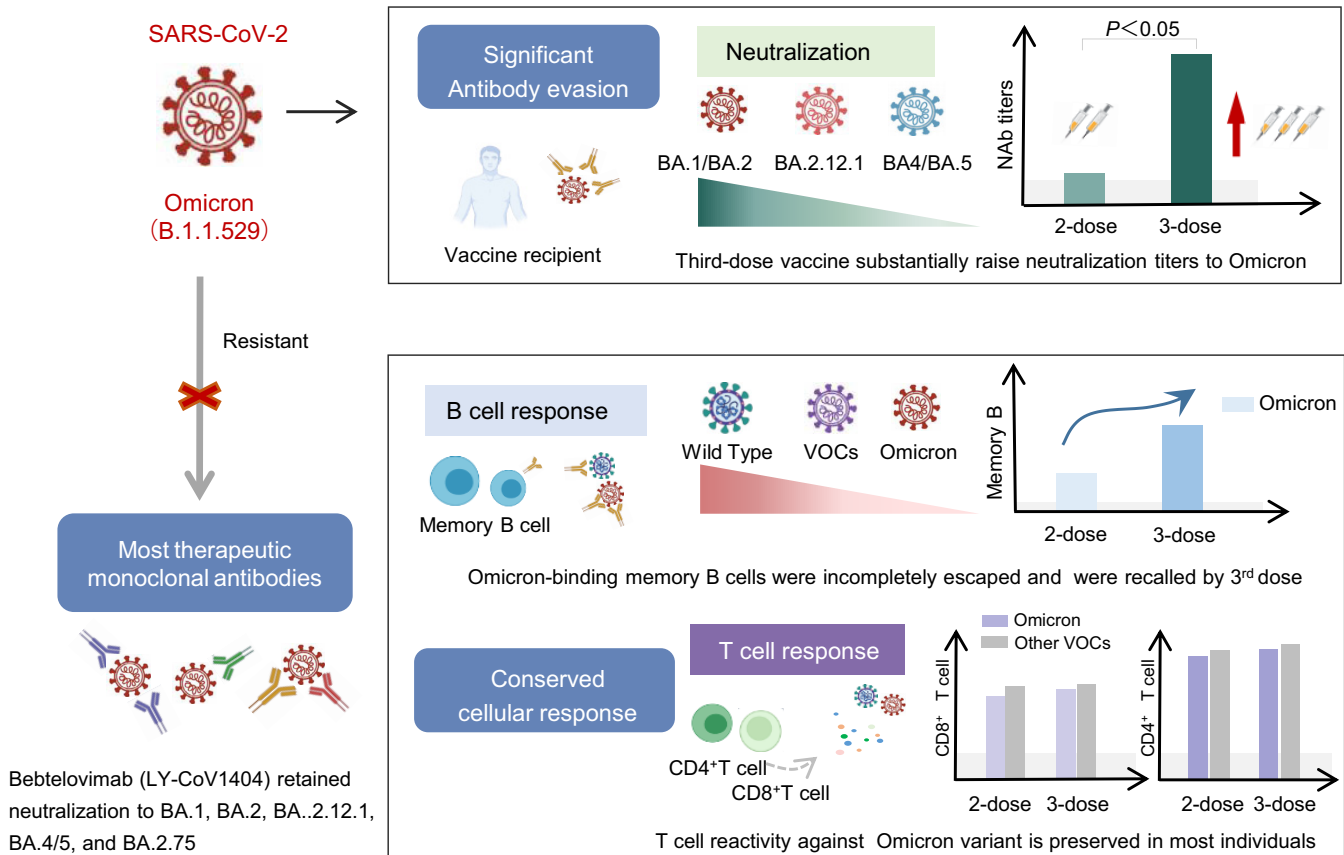 SARS-CoV-2
Omicron
(B.1.1.529)
Resistant
Most therapeutic
monoclonal antibodies
Bebtelovimab (LY-CoV1404) retained
neutralization to BA.1, BA.2, BA..2.12.1,
BA.4/5, and BA.2.75
Significant
Antibody evasion
Vaccine recipient
Neutralization
BA.1/BA.2
BA.2.12.1
BA4/BA.5
P<0.05
NAb titers
2-dose
3-dose
Third-dose vaccine substantially raise neutralization titers to Omicron
B cell response
Memory B cell
Wild Type
VOCs
Omicron
Memory B
Omicron
2-dose
3-dose
Omicron-binding memory B cells were incompletely escaped and were recalled by 3rd dose
Conserved
cellular response
T cell response
CD4+T cell
CD8+T cell
Omicron
Other VOCs
CD8+ T cell
2-dose
3-dose
CD4+ T cell
2-dose
3-dose
T cell reactivity against Omicron variant is preserved in most individuals